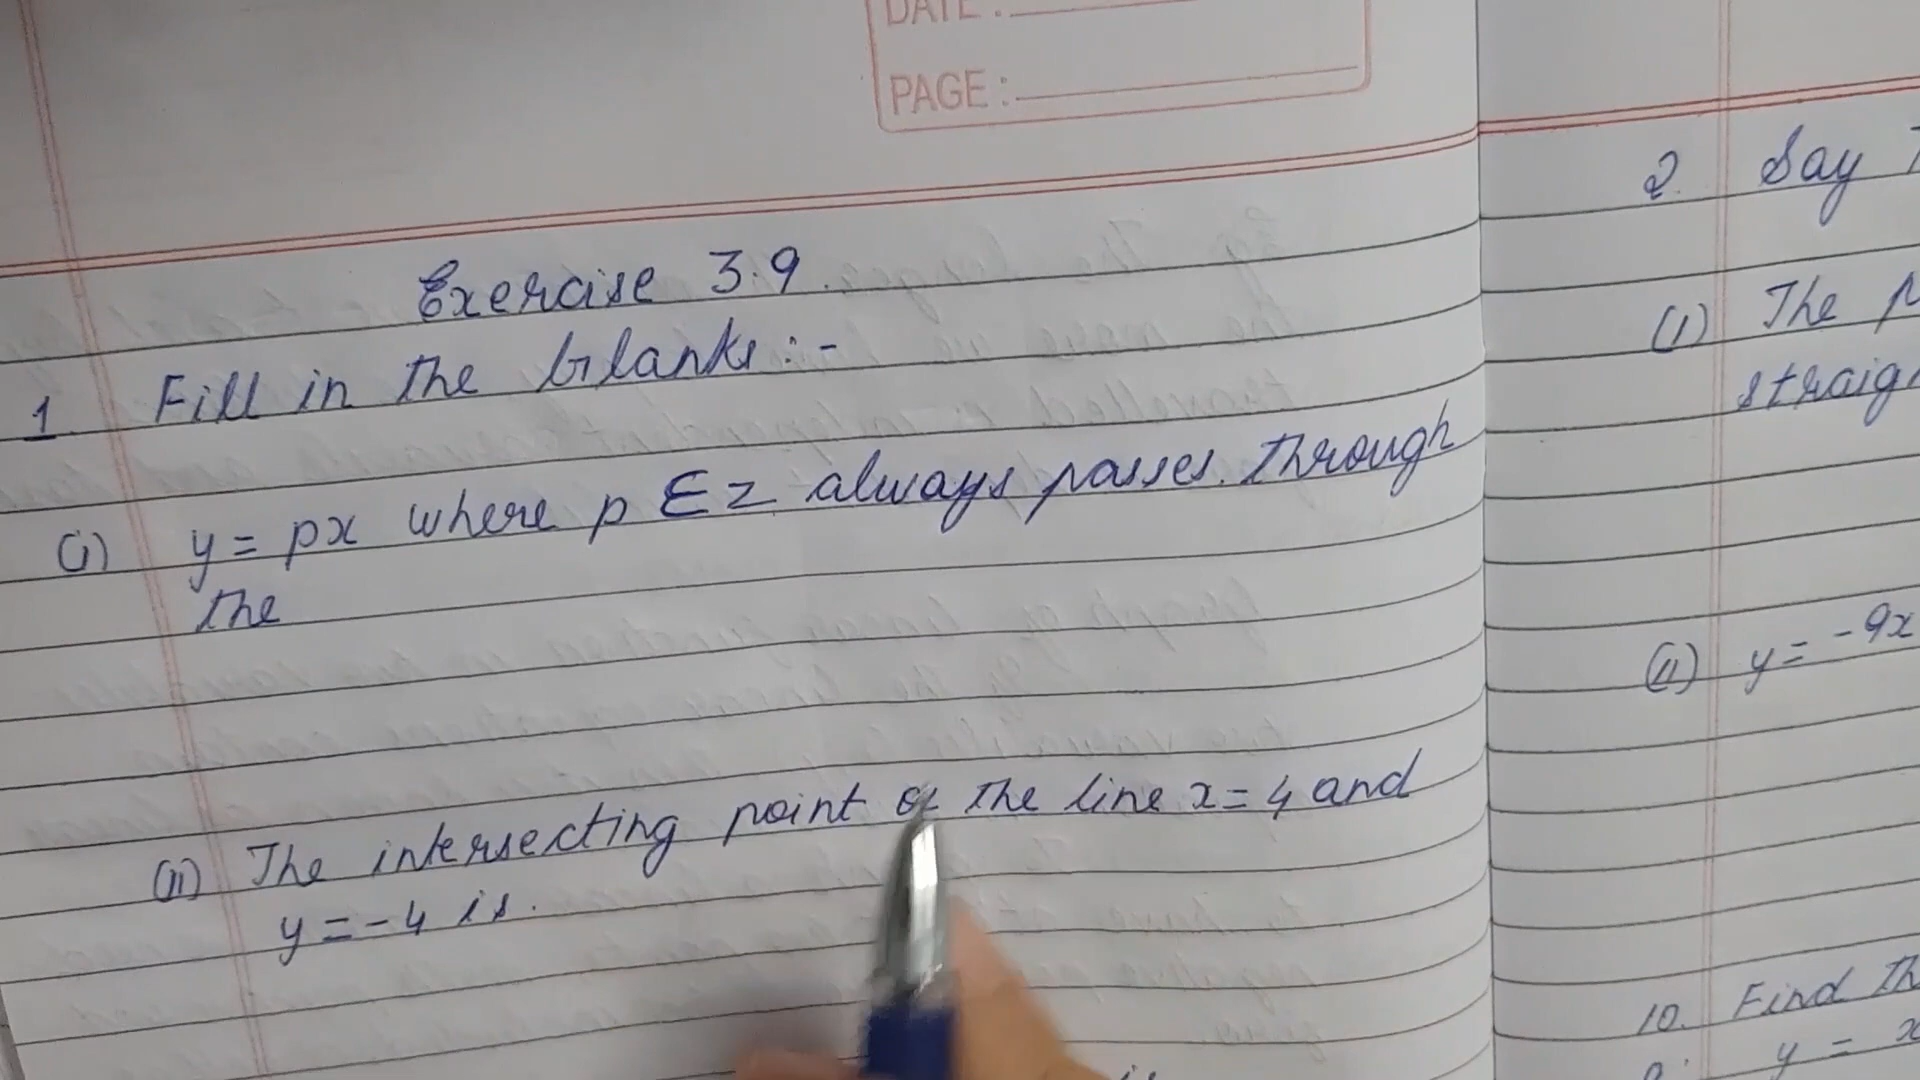 DATE :
PAGE :
Exercise 3.9.
1. Fill in the blanks :-
(i) y = px where p ∈ z always passes through
the
(ii) The intersecting point of the line x = 4 and
y = -4 is.
2. Say
(i) The
straig
(ii) y = -9x
10. Find th
y = x